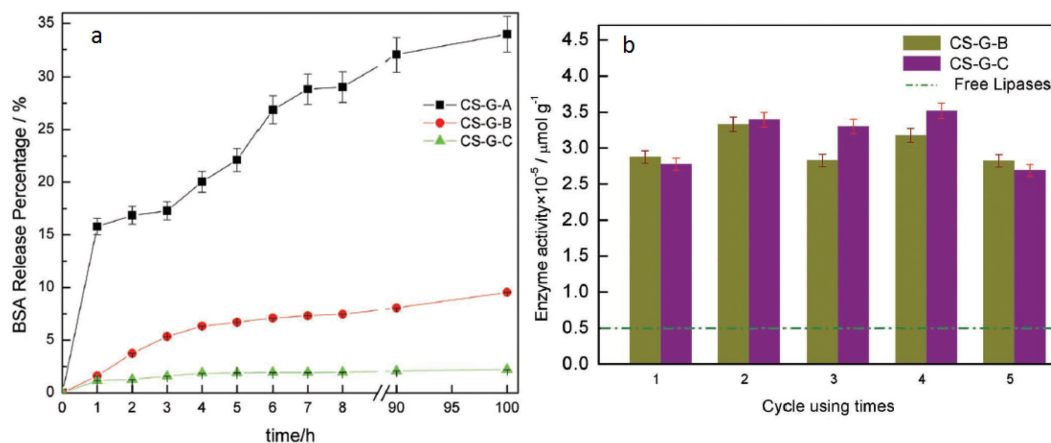 a
BSA Release Percentage / %
35
30
25
20
15
10
5
0
CS-G-A
CS-G-B
CS-G-C
0 1 2 3 4 5 6 7 8 // 90 95 100
time/h
b
Enzyme activity×10⁻⁵ / μmol g⁻¹
4.5
4.0
3.5
3.0
2.5
2.0
1.5
1.0
0.5
0.0
CS-G-B
CS-G-C
Free Lipases
1 2 3 4 5
Cycle using times